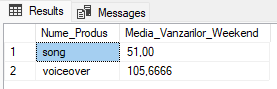 Results Messages
Nume_Produs Media_Vanzarilor_Weekend
1 song 51,00
2 voiceover 105,6666